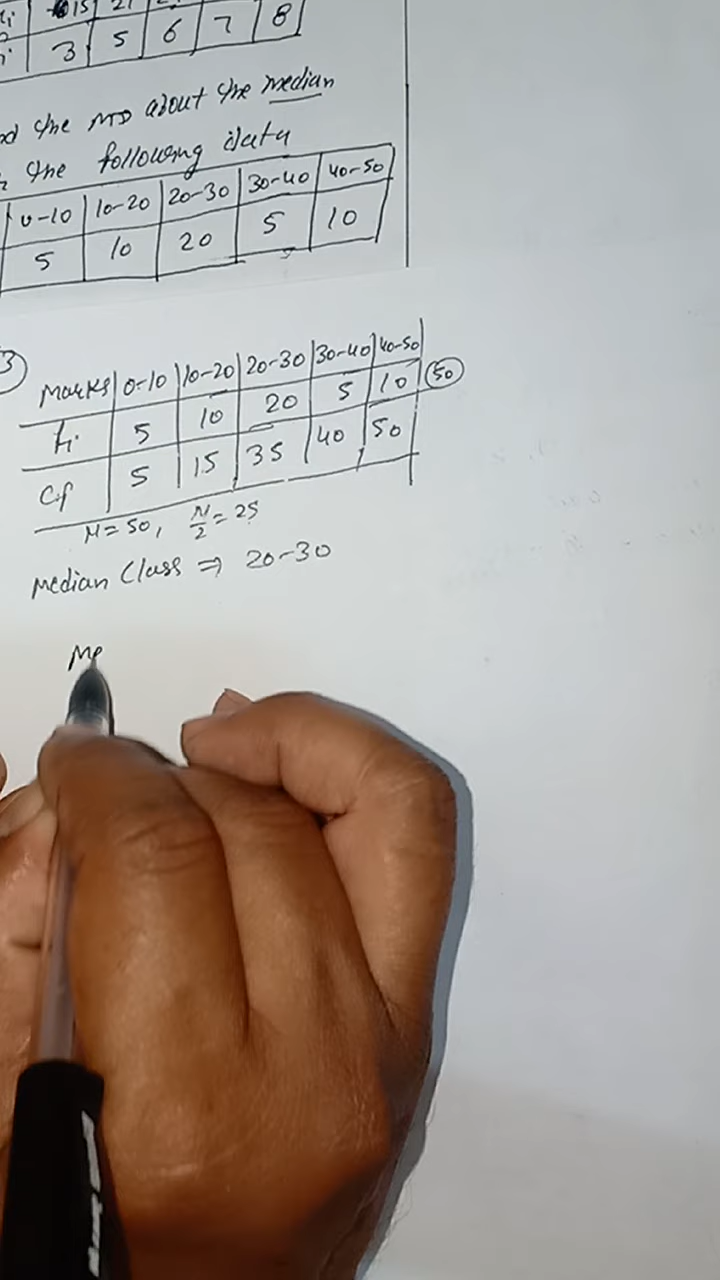 15 21
3 5 6 7 8
the MD about the median
the following data
0-10 10-20 20-30 30-40 40-50
5 10 20 5 10
3
Marks 0-10 10-20 20-30 30-40 40-50
fi 5 10 20 5 10 50
Cf 5 15 35 40 50
N = 50, N/2 = 25
Median Class ⇒ 20-30
Me